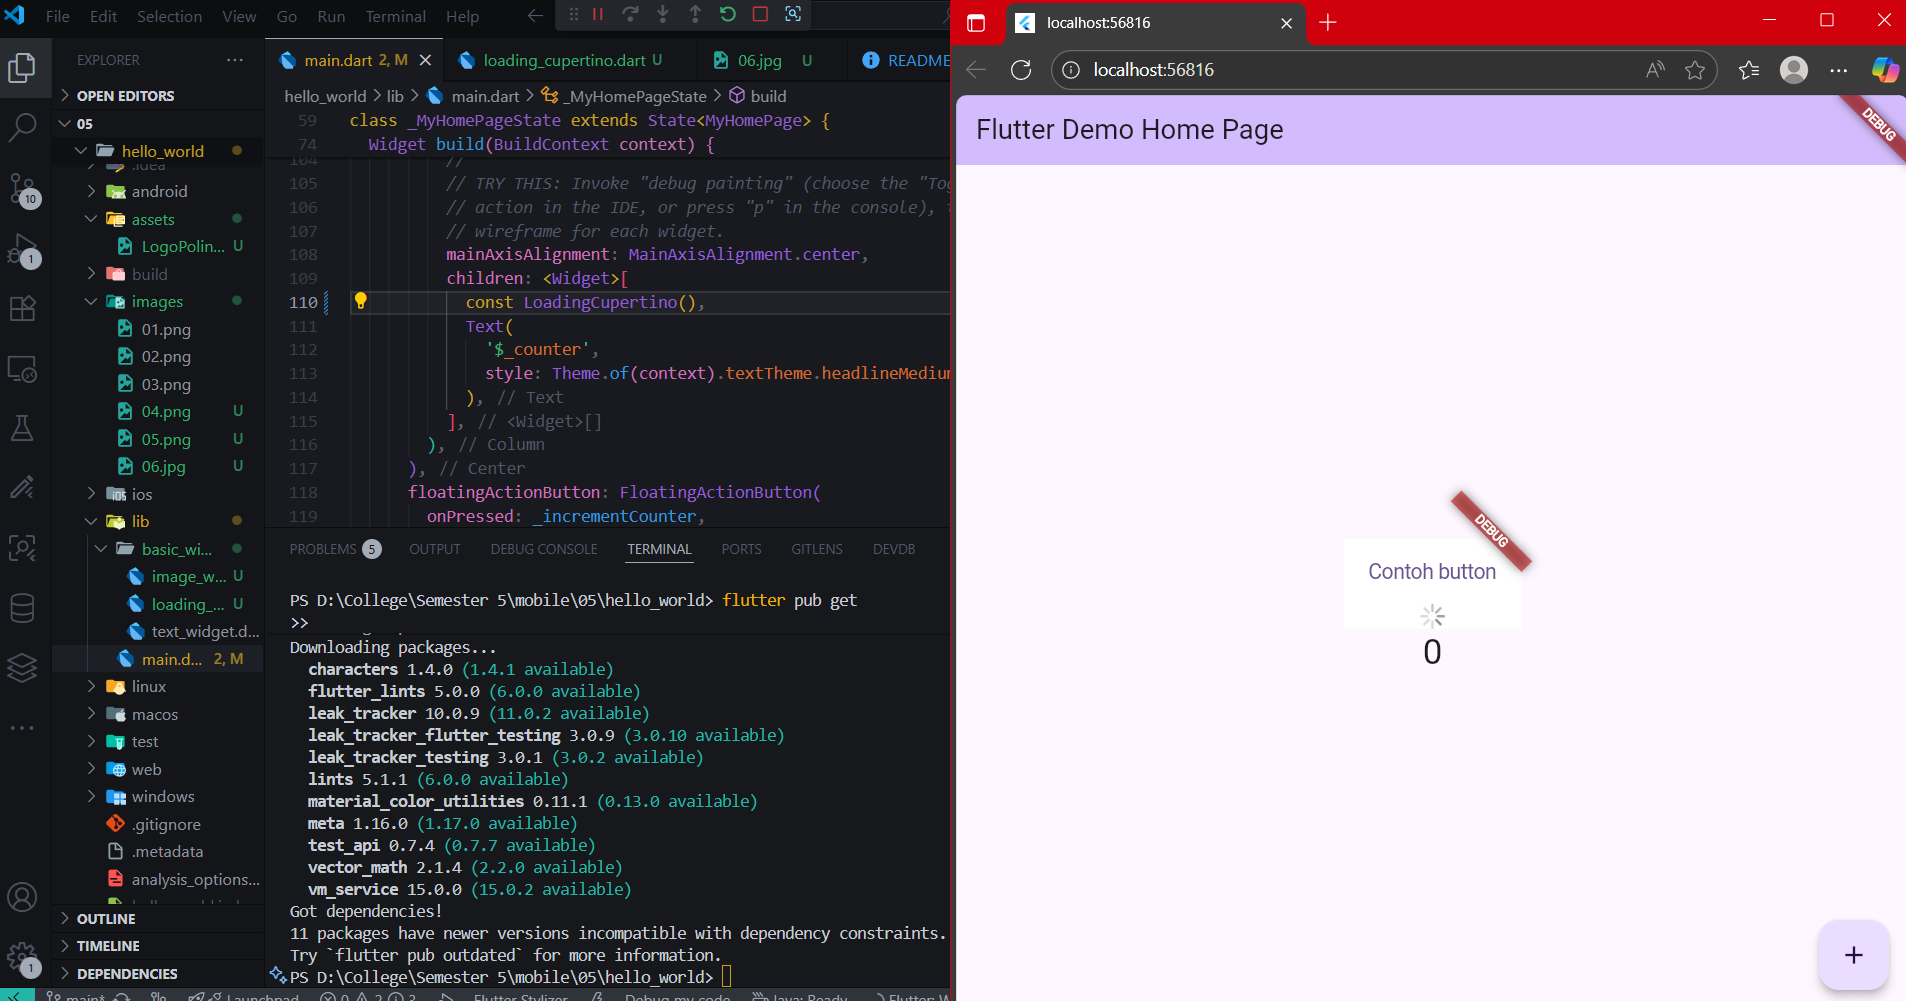 File Edit Selection View Go Run Terminal Help
EXPLORER
OPEN EDITORS
05
hello_world
.idea
android
assets
LogoPolin... U
build
images
01.png
02.png
03.png
04.png U
05.png U
06.jpg U
ios
lib
basic_wi...
image_w... U
loading_... U
text_widget.d...
main.d... 2, M
linux
macos
test
web
windows
.gitignore
.metadata
analysis_options...
OUTLINE
TIMELINE
DEPENDENCIES
10
1
1
main.dart 2, M
loading_cupertino.dart U
06.jpg U
README
hello_world > lib > main.dart > _MyHomePageState > build
59 class _MyHomePageState extends State<MyHomePage> {
74 Widget build(BuildContext context) {
104 //
105 // TRY THIS: Invoke "debug painting" (choose the "Tog
106 // action in the IDE, or press "p" in the console),
107 // wireframe for each widget.
108 mainAxisAlignment: MainAxisAlignment.center,
109 children: <Widget>[
110 const LoadingCupertino(),
111 Text(
112 '$_counter',
113 style: Theme.of(context).textTheme.headlineMedium
114 ), // Text
115 ], // <Widget>[]
116 ), // Column
117 ), // Center
118 floatingActionButton: FloatingActionButton(
119 onPressed: _incrementCounter,
PROBLEMS 5 OUTPUT DEBUG CONSOLE TERMINAL PORTS GITLENS DEVDB
PS D:\College\Semester 5\mobile\05\hello_world> flutter pub get
>>
Downloading packages...
characters 1.4.0 (1.4.1 available)
flutter_lints 5.0.0 (6.0.0 available)
leak_tracker 10.0.9 (11.0.2 available)
leak_tracker_flutter_testing 3.0.9 (3.0.10 available)
leak_tracker_testing 3.0.1 (3.0.2 available)
lints 5.1.1 (6.0.0 available)
material_color_utilities 0.11.1 (0.13.0 available)
meta 1.16.0 (1.17.0 available)
test_api 0.7.4 (0.7.7 available)
vector_math 2.1.4 (2.2.0 available)
vm_service 15.0.0 (15.0.2 available)
Got dependencies!
11 packages have newer versions incompatible with dependency constraints.
Try `flutter pub outdated` for more information.
PS D:\College\Semester 5\mobile\05\hello_world>
main* Launchpad 0 2 3 Flutter Stylizer Debug my code Java: Ready Flutter: W
localhost:56816
localhost:56816
Flutter Demo Home Page
DEBUG
DEBUG
Contoh button
0
+